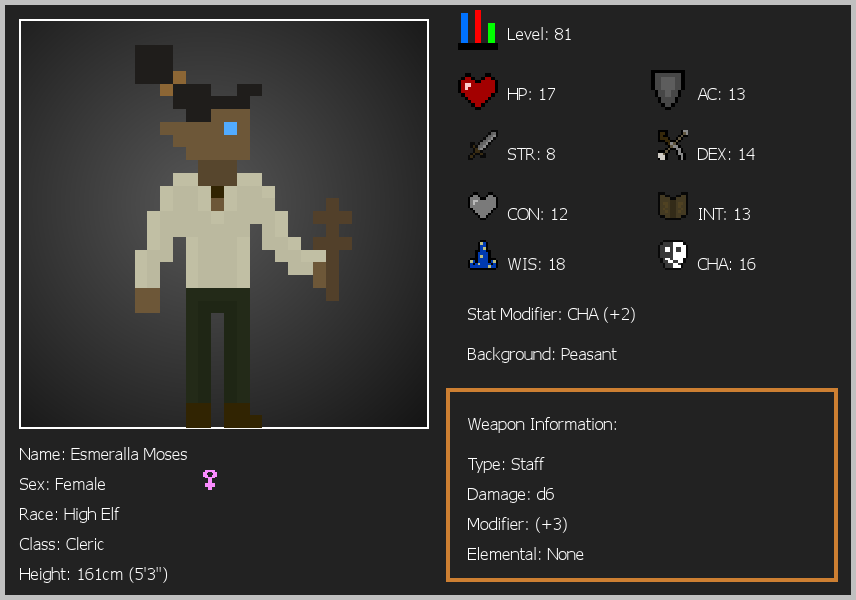 Level: 81
HP: 17
AC: 13
STR: 8
DEX: 14
CON: 12
INT: 13
WIS: 18
CHA: 16
Stat Modifier: CHA (+2)
Background: Peasant
Weapon Information:
Type: Staff
Damage: d6
Modifier: (+3)
Elemental: None
Name: Esmeralla Moses
Sex: Female
Race: High Elf
Class: Cleric
Height: 161cm (5'3")